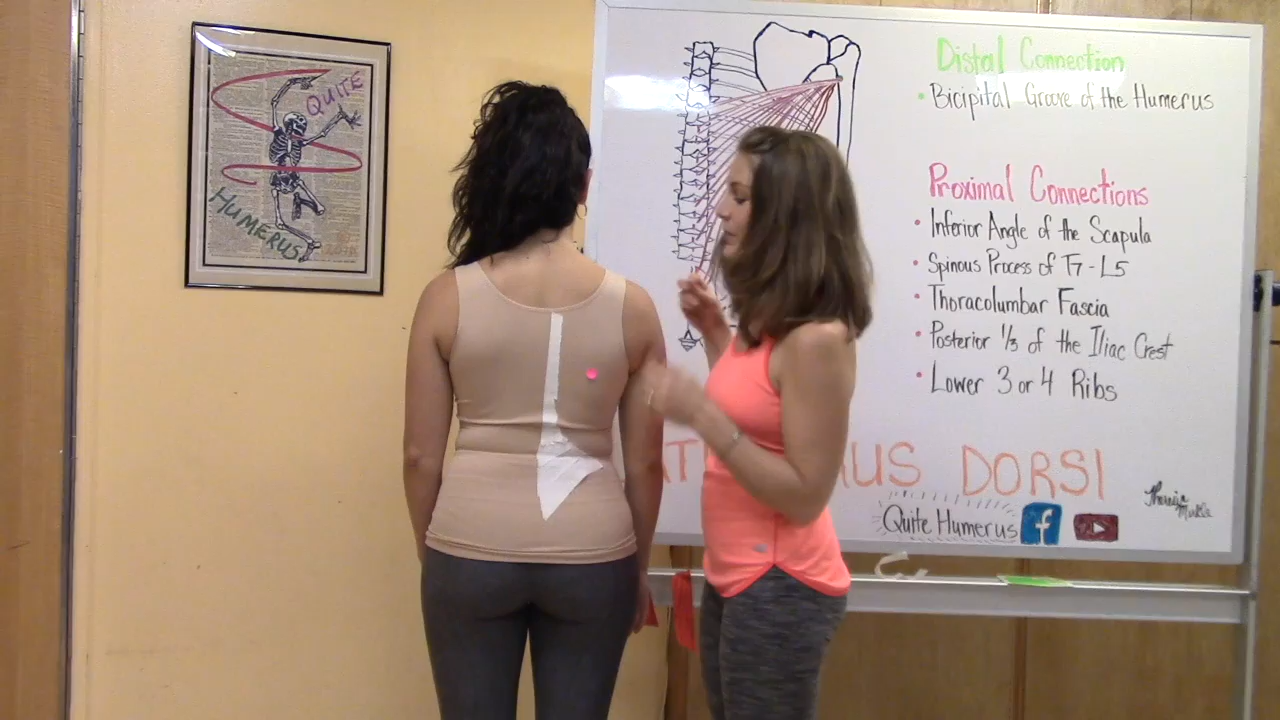 QUITE
HUMERUS
Distal Connection
• Bicipital Groove of the Humerus
Proximal Connections
• Inferior Angle of the Scapula
• Spinous Process of T7 - L5
• Thoracolumbar Fascia
• Posterior 1/3 of the Iliac Crest
• Lower 3 or 4 Ribs
DORSI
Quite Humerus f